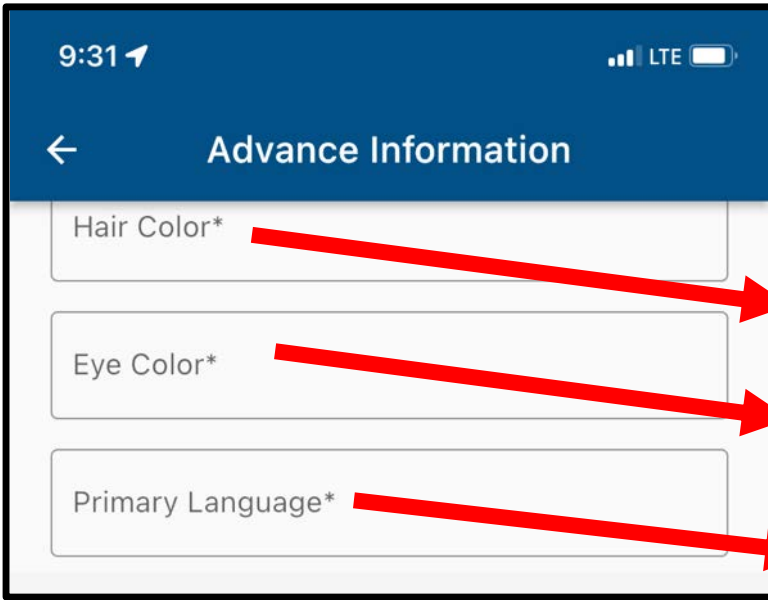 9:31
LTE
Advance Information
Hair Color*
Eye Color*
Primary Language*